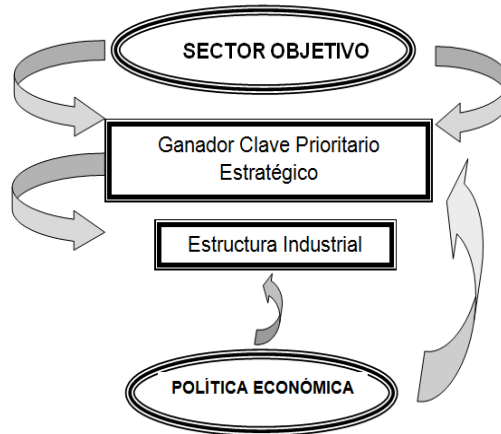 SECTOR OBJETIVO
Ganador Clave Prioritario
Estratégico
Estructura Industrial
POLÍTICA ECONÓMICA